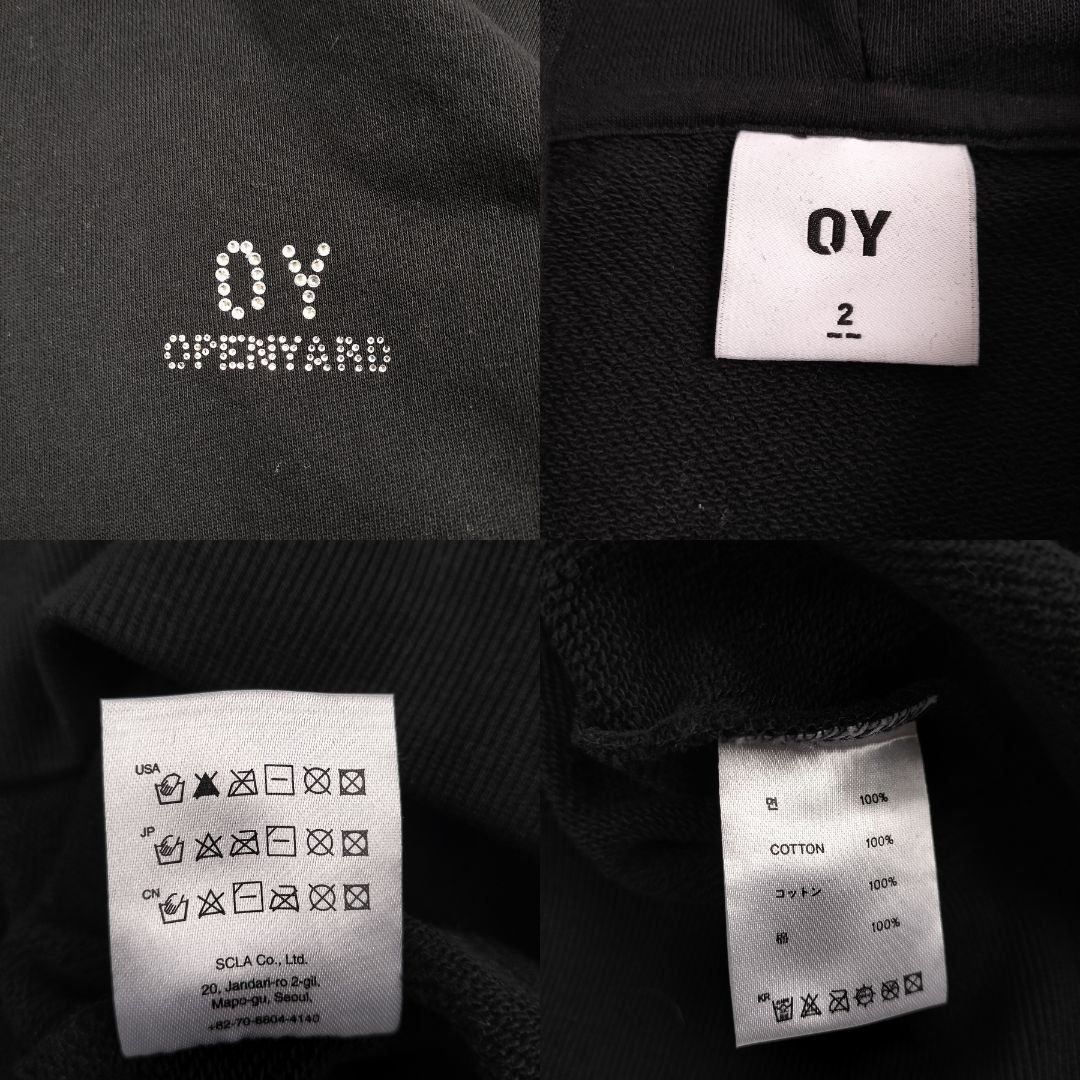 OY
OPENYARD
OY
2
USA
JP
CN
SCLA Co., Ltd.
20, Jandari-ro 2-gil,
Mapo-gu, Seoul,
+82-70-8804-4140
면 100%
COTTON 100%
コットン 100%
棉 100%
KR